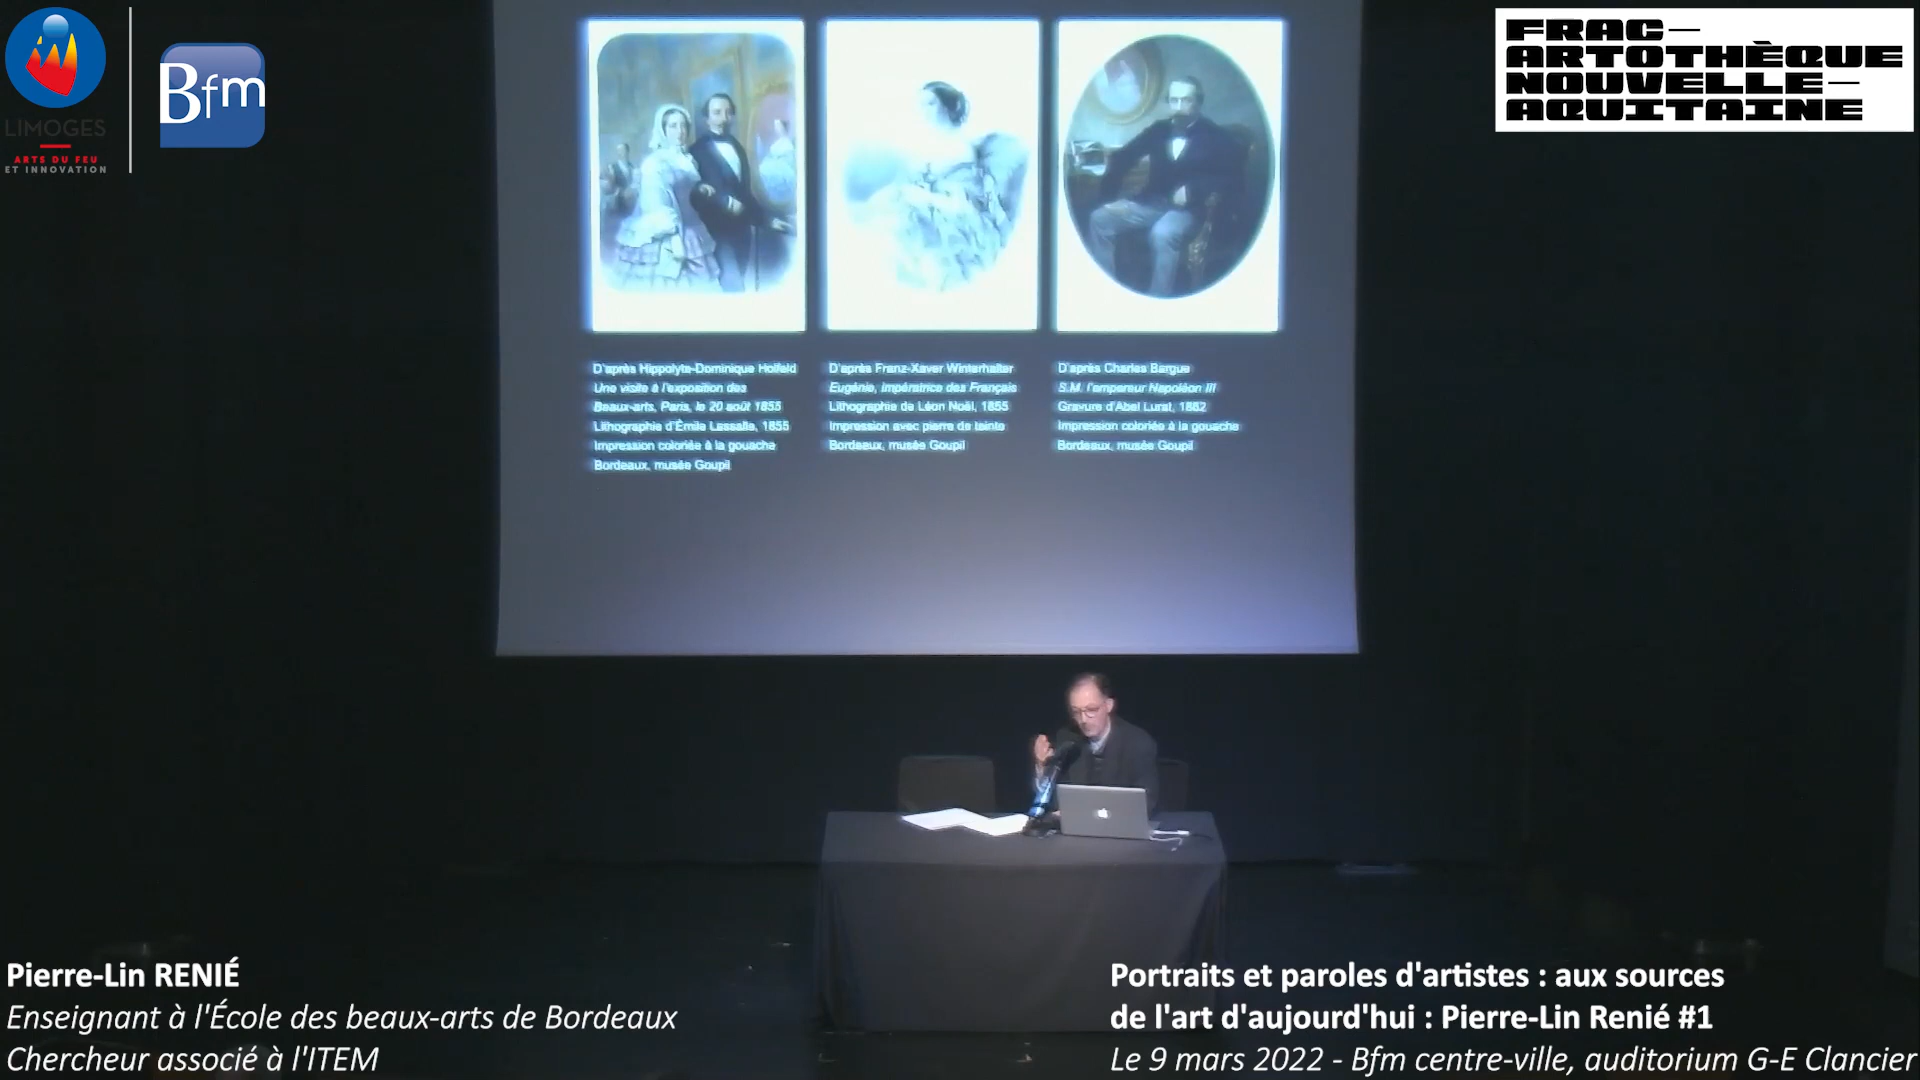 LIMOGES
ARTS DU FEU
ET INNOVATION
Bfm
FRAC—
ARTOTHÈQUE
NOUVELLE—
AQUITAINE
D'après Hippolyte-Dominique Holfeld
Une visite à l'exposition des
Beaux-arts, Paris, le 20 août 1855
Lithographie d'Émile Lassalle, 1855
Impression coloriée à la gouache
Bordeaux, musée Goupil
D'après Franz-Xaver Winterhalter
Eugénie, Impératrice des Français
Lithographie de Léon Noël, 1855
Impression avec pierre de teinte
Bordeaux, musée Goupil
D'après Charles Bargue
S.M. l'empereur Napoléon III
Gravure d'Abel Lurat, 1862
Impression coloriée à la gouache
Bordeaux, musée Goupil
Pierre-Lin RENIÉ
Enseignant à l'École des beaux-arts de Bordeaux
Chercheur associé à l'ITEM
Portraits et paroles d'artistes : aux sources
de l'art d'aujourd'hui : Pierre-Lin Renié #1
Le 9 mars 2022 - Bfm centre-ville, auditorium G-E Clancier